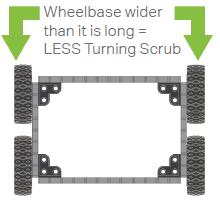 Wheelbase wider
than it is long =
LESS Turning Scrub